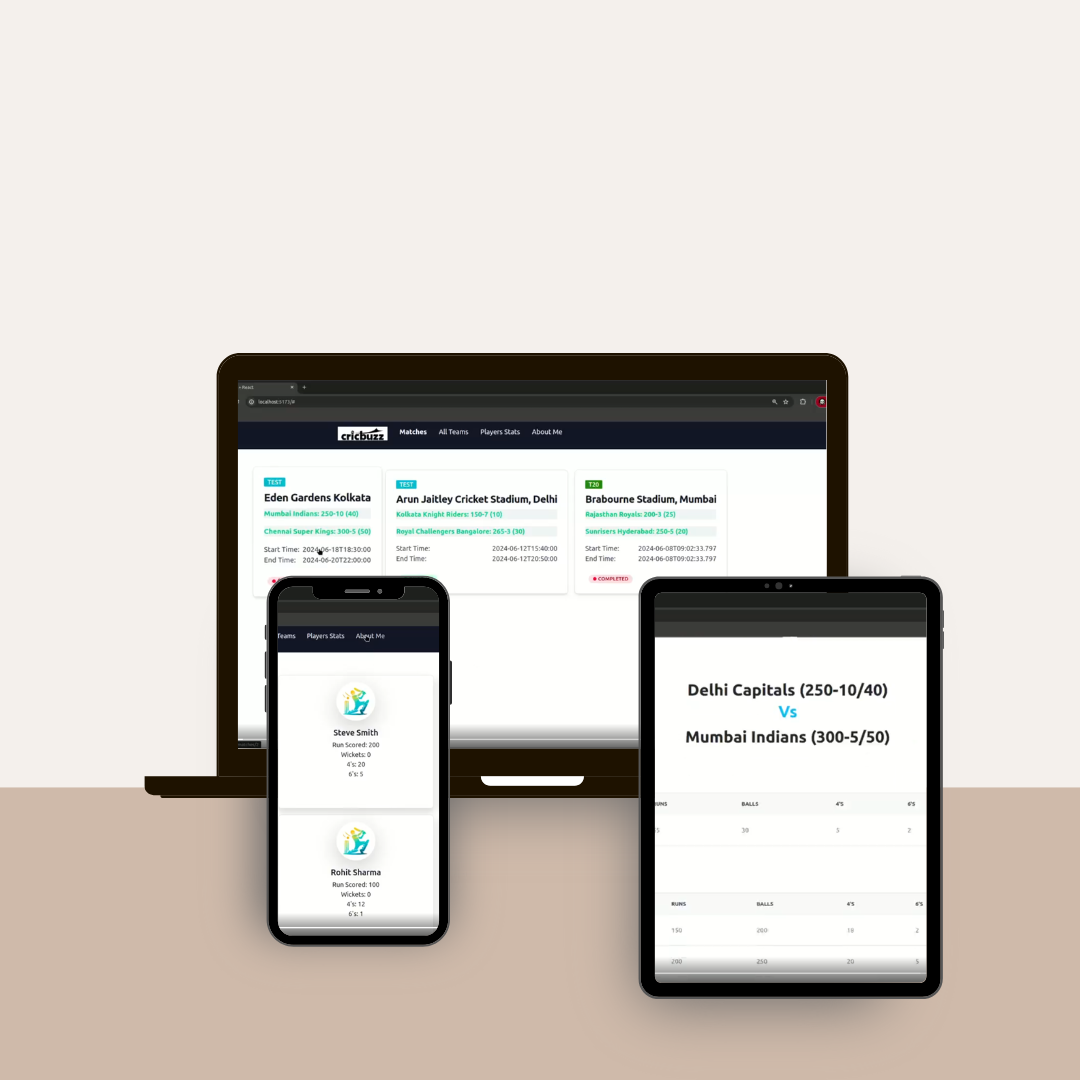 React
localhost:5173/#
cricbuzz Matches All Teams Players Stats About Me
TEST
Eden Gardens Kolkata
Mumbai Indians: 250-10 (40)
Chennai Super Kings: 300-5 (50)
Start Time: 2024-06-18T18:30:00
End Time: 2024-06-20T22:00:00
TEST
Arun Jaitley Cricket Stadium, Delhi
Kolkata Knight Riders: 150-7 (10)
Royal Challengers Bangalore: 265-3 (30)
Start Time: 2024-06-12T15:40:00
End Time: 2024-06-12T20:50:00
T20
Brabourne Stadium, Mumbai
Rajasthan Royals: 200-3 (25)
Sunrisers Hyderabad: 250-5 (20)
Start Time: 2024-06-08T09:02:33.797
End Time: 2024-06-08T09:02:33.797
COMPLETED
Teams Players Stats About Me
Steve Smith
Run Scored: 200
Wickets: 0
4's: 20
6's: 5
Rohit Sharma
Run Scored: 100
Wickets: 0
4's: 12
6's: 1
Delhi Capitals (250-10/40)
Vs
Mumbai Indians (300-5/50)
BALLS 4'S 6'S
38 3 2
RUNS BALLS 4'S 6'S
150 260 18 2
200 250 20 5